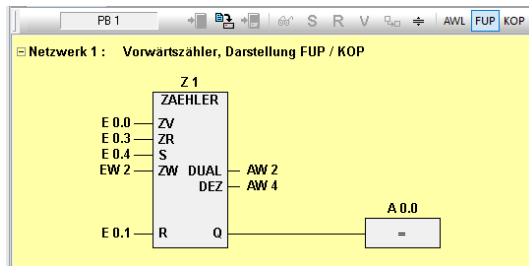 PB 1 S R V AWL FUP KOP
Netzwerk 1 : Vorwärtszähler, Darstellung FUP / KOP
Z 1
ZAEHLER
E 0.0 ZV
E 0.3 ZR
E 0.4 S
EW 2 ZW DUAL AW 2
DEZ AW 4
A 0.0
E 0.1 R Q =